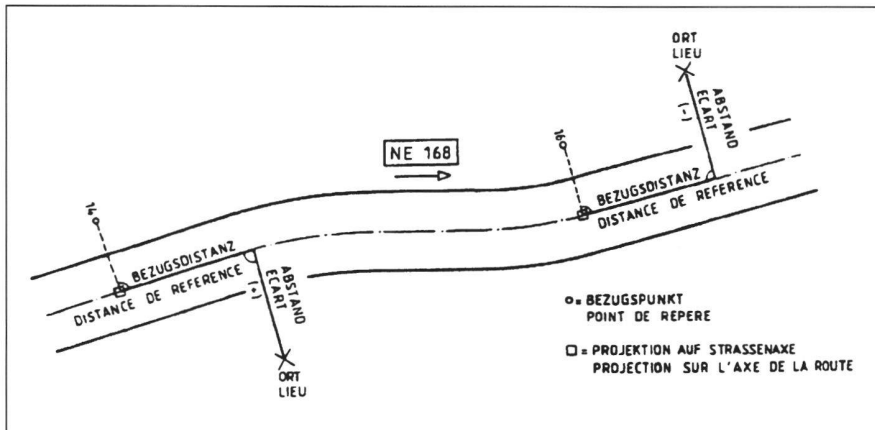 ORT
LIEU
ABSTAND
ECART
(-)
NE 168
16
BEZUGSDISTANZ
DISTANCE DE REFERENCE
14
BEZUGSDISTANZ
DISTANCE DE REFERENCE
ABSTAND
ECART
(+)
ORT
LIEU
= BEZUGSPUNKT
POINT DE REPERE
= PROJEKTION AUF STRASSENAXE
PROJECTION SUR L'AXE DE LA ROUTE